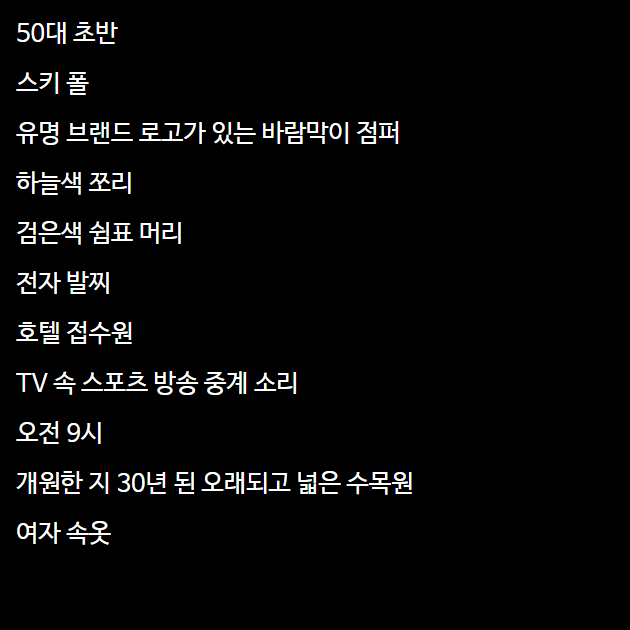 50대 초반
스키 폴
유명 브랜드 로고가 있는 바람막이 점퍼
하늘색 쪼리
검은색 쉼표 머리
전자 발찌
호텔 접수원
TV 속 스포츠 방송 중계 소리
오전 9시
개원한 지 30년 된 오래되고 넓은 수목원
여자 속옷